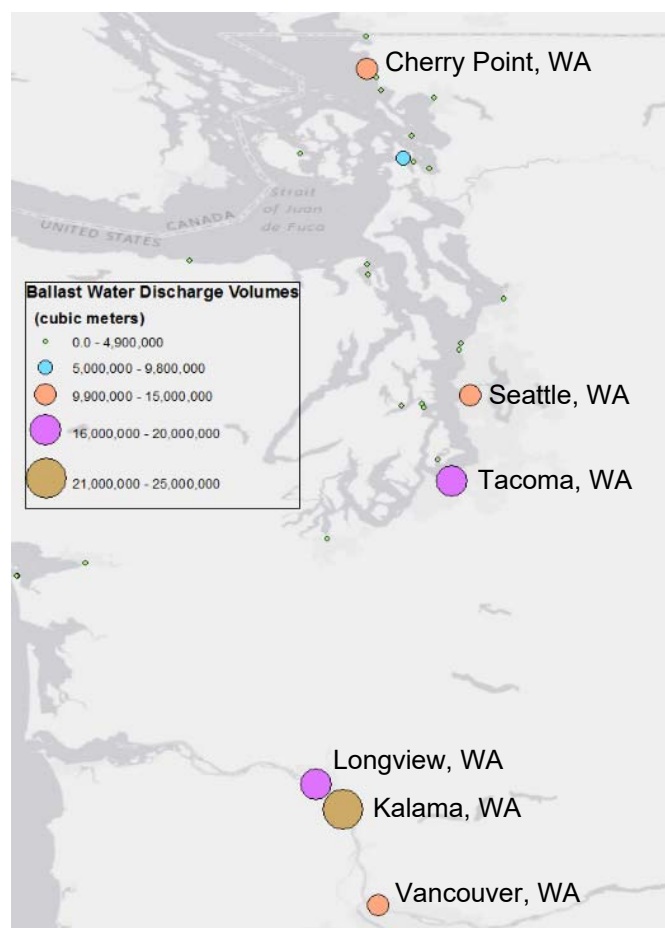 Cherry Point, WA
Strait
of Juan
de Fuca
CANADA
UNITED STATES
Ballast Water Discharge Volumes
(cubic meters)
0.0 - 4,900,000
5,000,000 - 9,800,000
9,900,000 - 15,000,000
16,000,000 - 20,000,000
21,000,000 - 25,000,000
Seattle, WA
Tacoma, WA
Longview, WA
Kalama, WA
Vancouver, WA